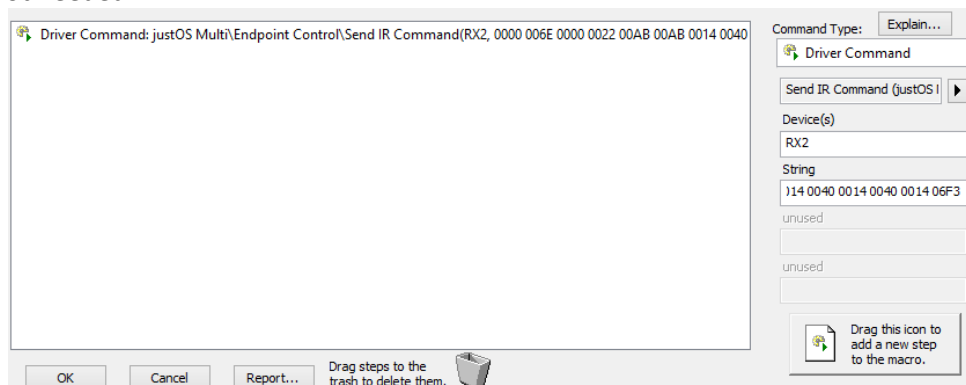 Driver Command: justOS Multi\Endpoint Control\Send IR Command(RX2, 0000 006E 0000 0022 00AB 00AB 0014 0040
Command Type:
Explain...
Driver Command
Send IR Command (justOS
Device(s)
RX2
String
14 0040 0014 0040 0014 06F3
unused
unused
Drag this icon to
add a new step
to the macro.
OK
Cancel
Report...
Drag steps to the
trash to delete them.